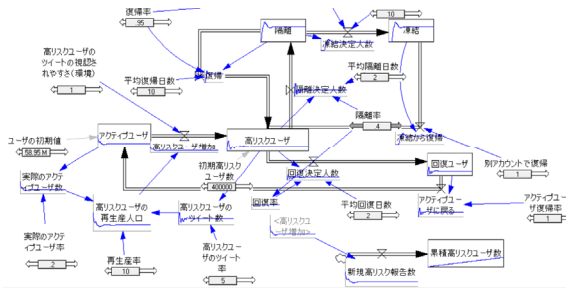 復帰率
.95
隔離
10
凍結
凍結決定人数
高リスクユーザ
のツイートの視認さ
れやすさ(環境)
1
平均復帰日数
10
復帰
平均隔離日数
2
隔離決定人数
隔離率
4
凍結から復帰
ユーザの初期値
58.95 M
アクティブユーザ
高リスクユーザ増加
高リスクユーザ
初期高リスク
ユーザ数
400000
回復決定人数
回復ユーザ
別アカウントで復帰
1
実際のアクティ
ブユーザ数
高リスクユーザの
再生産人口
高リスクユーザの
ツイート数
回復率
平均回復日数
2
アクティブユー
ザに戻る
アクティブユー
ザ復帰率
1
実際のアクティ
ブユーザ率
.2
再生産率
10
高リスクユー
ザのツイート
率
5
<高リスクユ
ーザ増加>
新規高リスク報告数
累積高リスクユーザ数